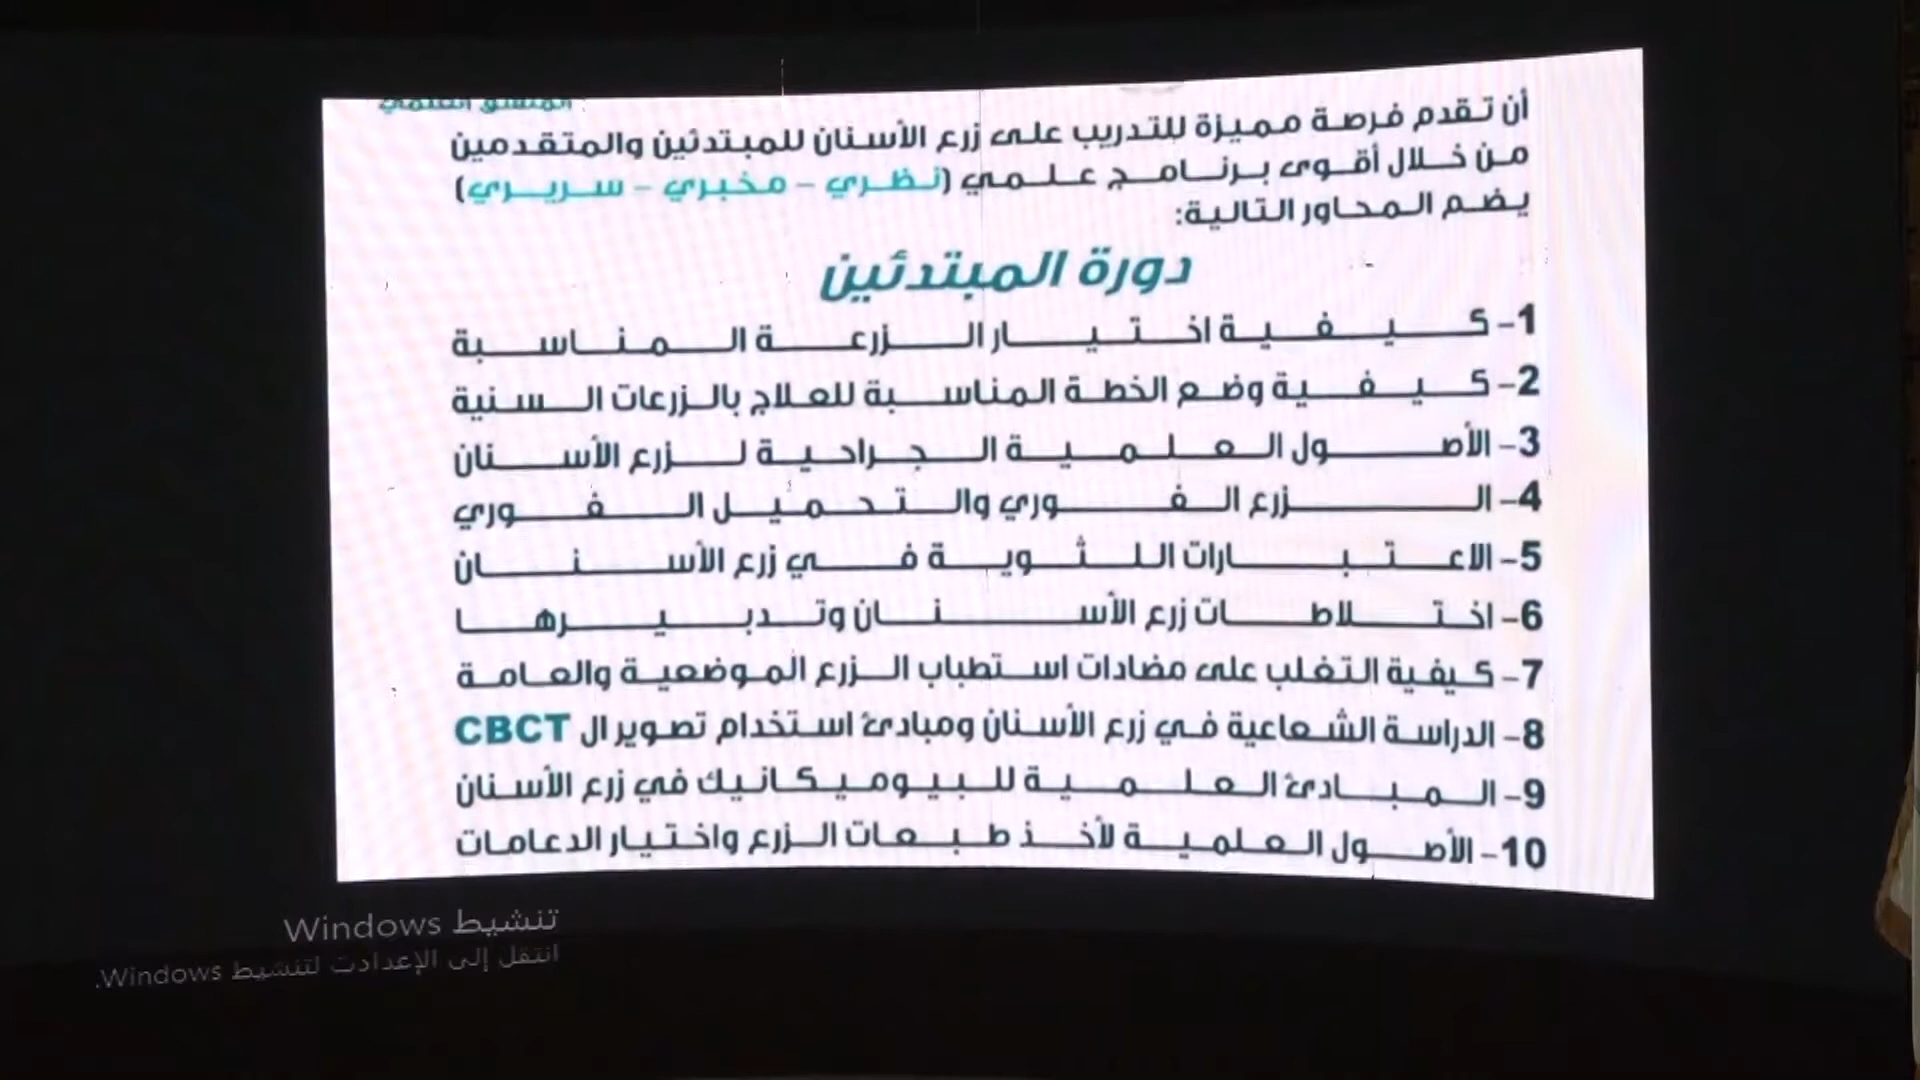 المنسق العلمي
أن تقدم فرصة مميزة للتدريب على زرع الأسنان للمبتدئين والمتقدمين
من خلال أقوى برنامج علمي (نظري - مخبري - سريري)
يضم المحاور التالية:
دورة المبتدئين
1- كيفية اختيار الزرعة المناسبة
2- كيفية وضع الخطة المناسبة للعلاج بالزرعات السنية
3- الأصول العلمية الجراحية لزرع الأسنان
4- الزرع الفوري والتحميل الفوري
5- الاعتبارات اللثوية في زرع الأسنان
6- اختلاطات زرع الأسنان وتدبيرها
7- كيفية التغلب على مضادات استطباب الزرع الموضعية والعامة
8- الدراسة الشعاعية في زرع الأسنان ومبادئ استخدام تصوير ال CBCT
9- المبادئ العلمية للبيوميكانيك في زرع الأسنان
10- الأصول العلمية لأخذ طبعات الزرع واختيار الدعامات
تنشيط Windows
انتقل إلى الإعدادت لتنشيط Windows.